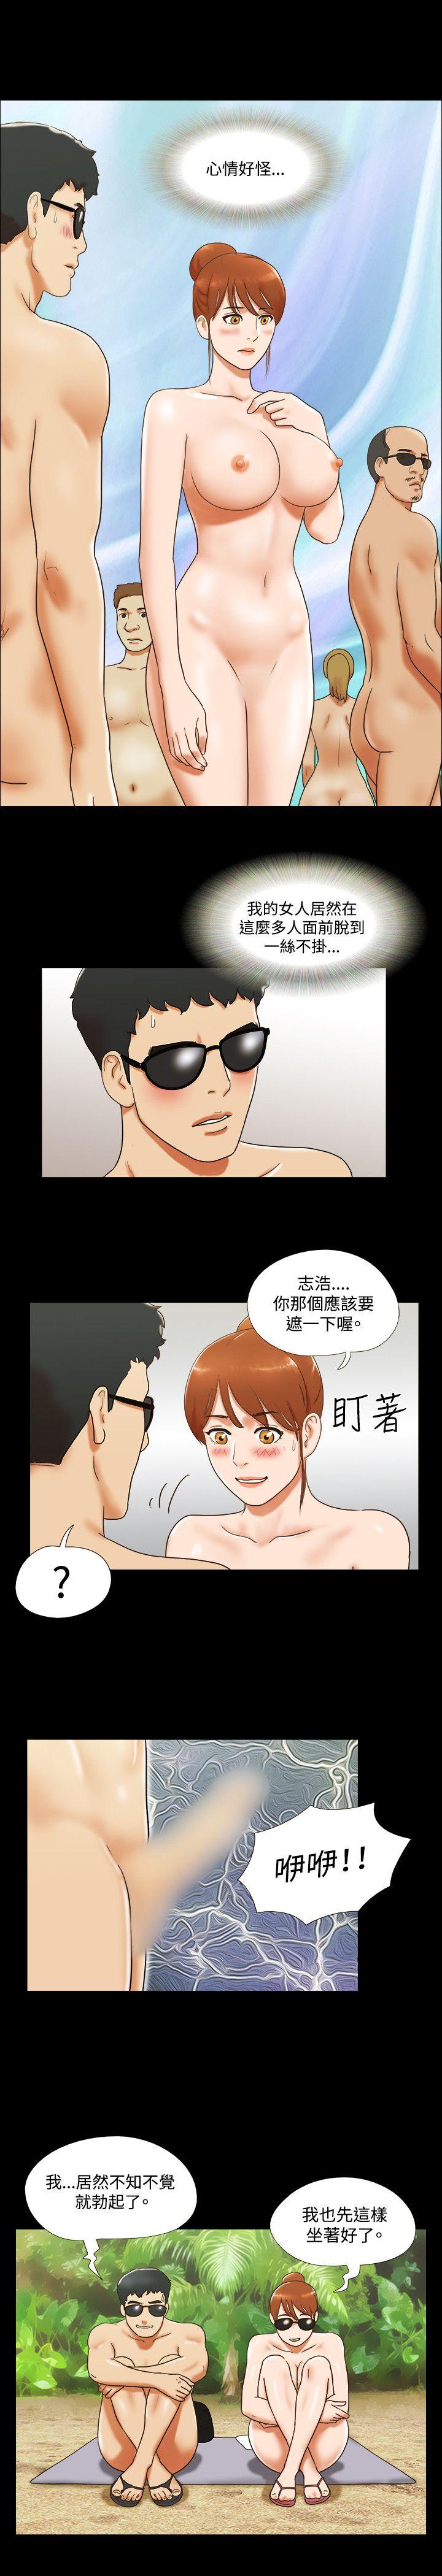 心情好怪...
我的女人居然在
這麼多人面前脫到
一絲不掛...
志浩....
你那個應該要
遮一下喔。
盯著
?
咿咿!!
我...居然不知不覺
就勃起了。
我也先這樣
坐著好了。